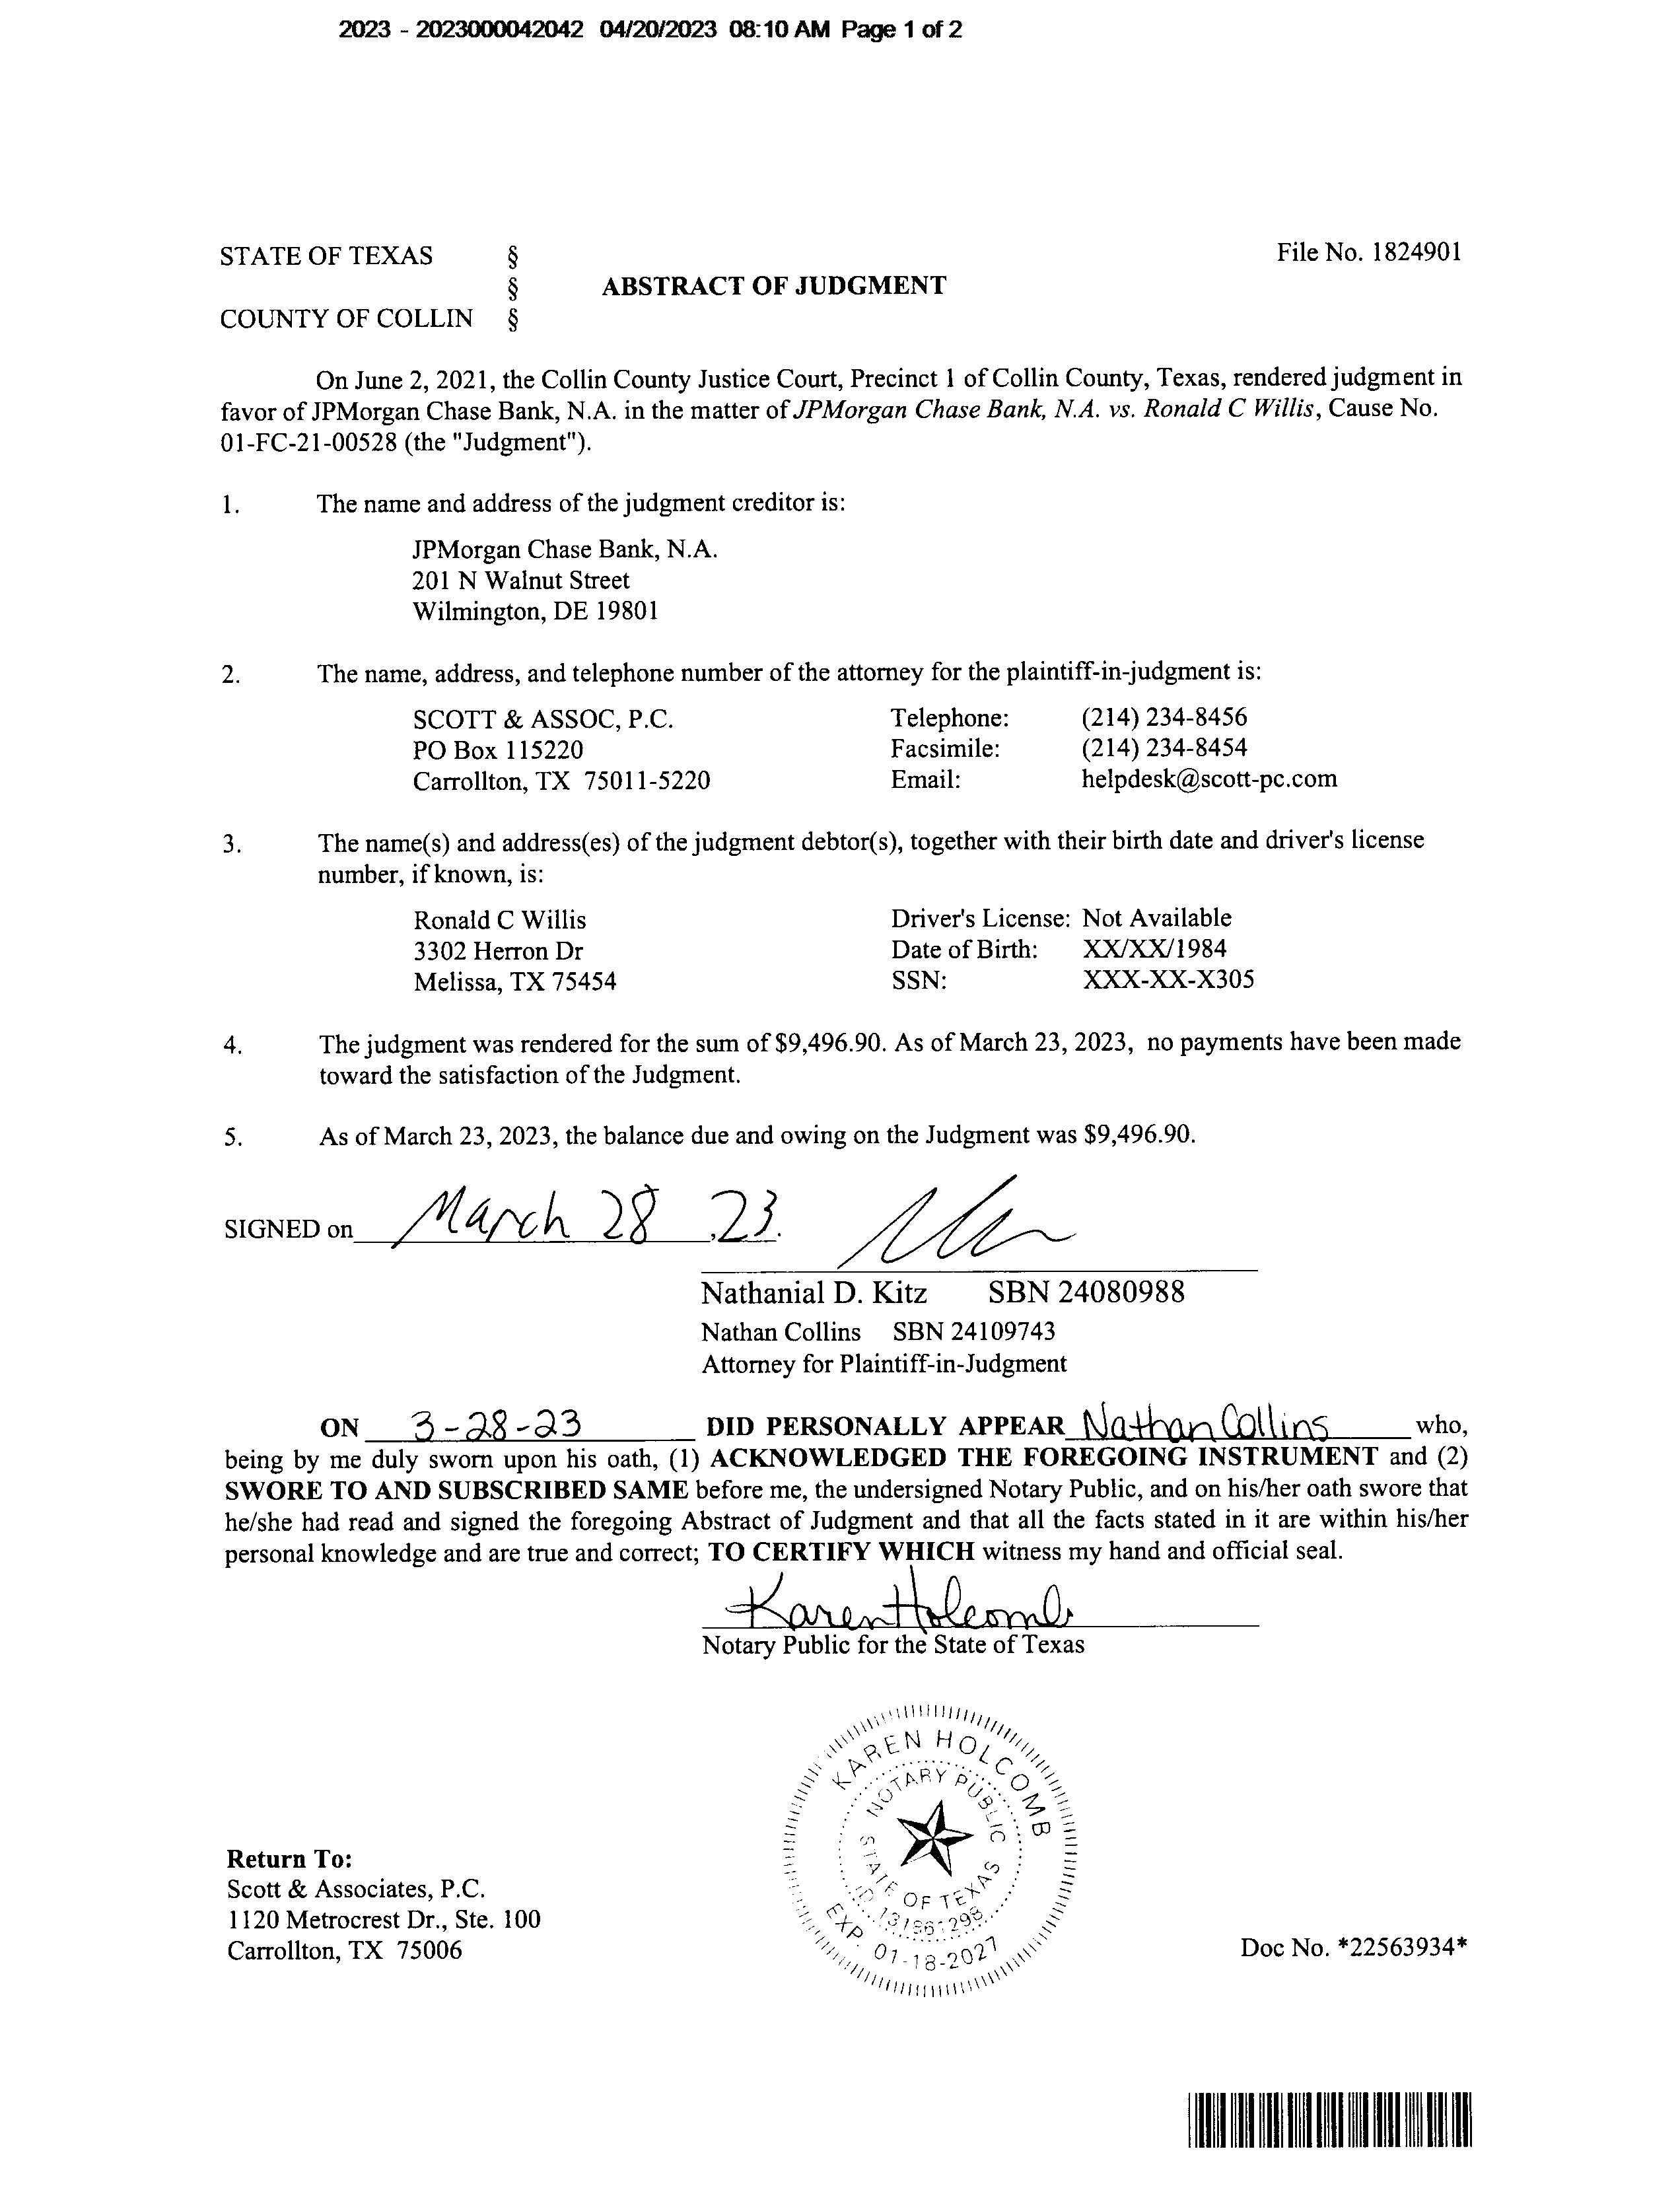 2023 - 2023000042042 04/20/2023 08:10 AM Page 1 of 2
STATE OF TEXAS §
File No. 1824901
§ ABSTRACT OF JUDGMENT
COUNTY OF COLLIN §
On June 2, 2021, the Collin County Justice Court, Precinct 1 of Collin County, Texas, rendered judgment in
favor of JPMorgan Chase Bank, N.A. in the matter of JPMorgan Chase Bank, N.A. vs. Ronald C Willis, Cause No.
01-FC-21-00528 (the "Judgment").
1. The name and address of the judgment creditor is:
JPMorgan Chase Bank, N.A.
201 N Walnut Street
Wilmington, DE 19801
2. The name, address, and telephone number of the attorney for the plaintiff-in-judgment is:
SCOTT & ASSOC, P.C. Telephone: (214) 234-8456
PO Box 115220 Facsimile: (214) 234-8454
Carrollton, TX 75011-5220 Email: helpdesk@scott-pc.com
3. The name(s) and address(es) of the judgment debtor(s), together with their birth date and driver's license
number, if known, is:
Ronald C Willis Driver's License: Not Available
3302 Herron Dr Date of Birth: XX/XX/1984
Melissa, TX 75454 SSN: XXX-XX-X305
4. The judgment was rendered for the sum of $9,496.90. As of March 23, 2023, no payments have been made
toward the satisfaction of the Judgment.
5. As of March 23, 2023, the balance due and owing on the Judgment was $9,496.90.
SIGNED on March 28, 23.
Nathanial D. Kitz SBN 24080988
Nathan Collins SBN 24109743
Attorney for Plaintiff-in-Judgment
ON 3-28-23 DID PERSONALLY APPEAR Nathan Collins who,
being by me duly sworn upon his oath, (1) ACKNOWLEDGED THE FOREGOING INSTRUMENT and (2)
SWORE TO AND SUBSCRIBED SAME before me, the undersigned Notary Public, and on his/her oath swore that
he/she had read and signed the foregoing Abstract of Judgment and that all the facts stated in it are within his/her
personal knowledge and are true and correct; TO CERTIFY WHICH witness my hand and official seal.
Karen Holcomb
Notary Public for the State of Texas
KAREN HOLCOMB
NOTARY PUBLIC
STATE OF TEXAS
ID
EXP. 01-18-2027
Return To:
Scott & Associates, P.C.
1120 Metrocrest Dr., Ste. 100
Carrollton, TX 75006
Doc No. *22563934*